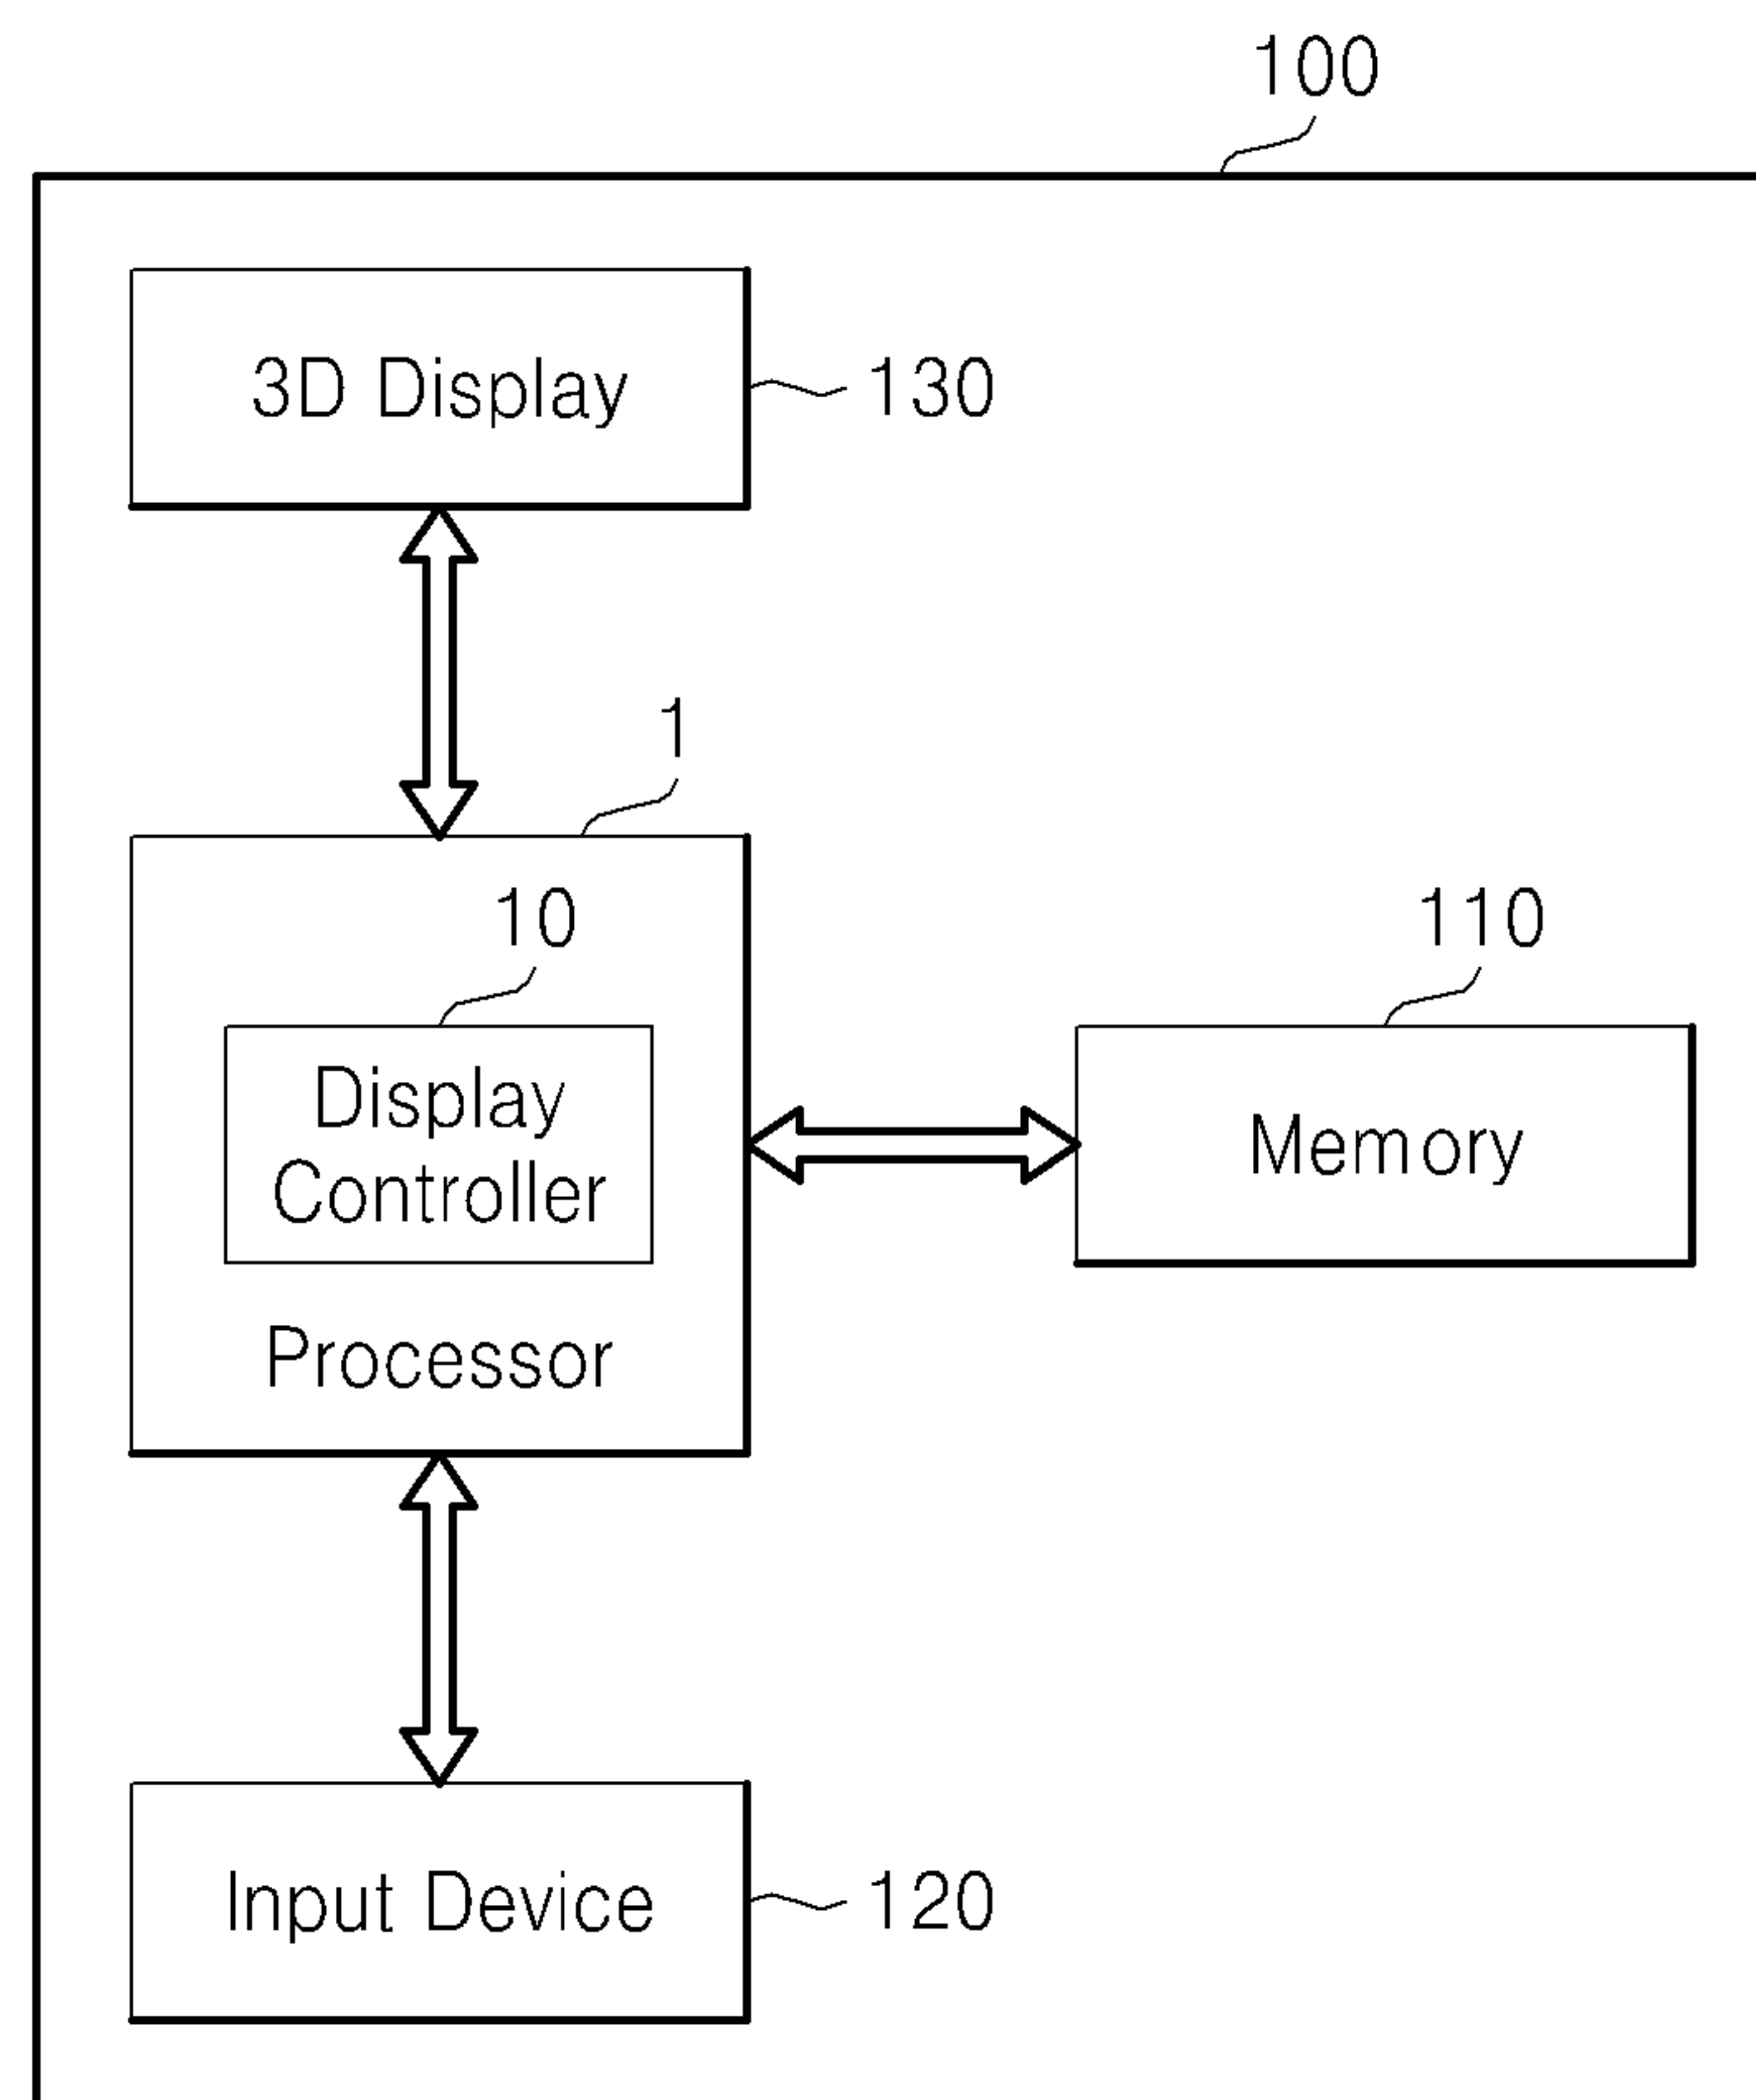 100
3D Display
130
1
10
110
Display
Controller
Memory
Processor
Input Device
120